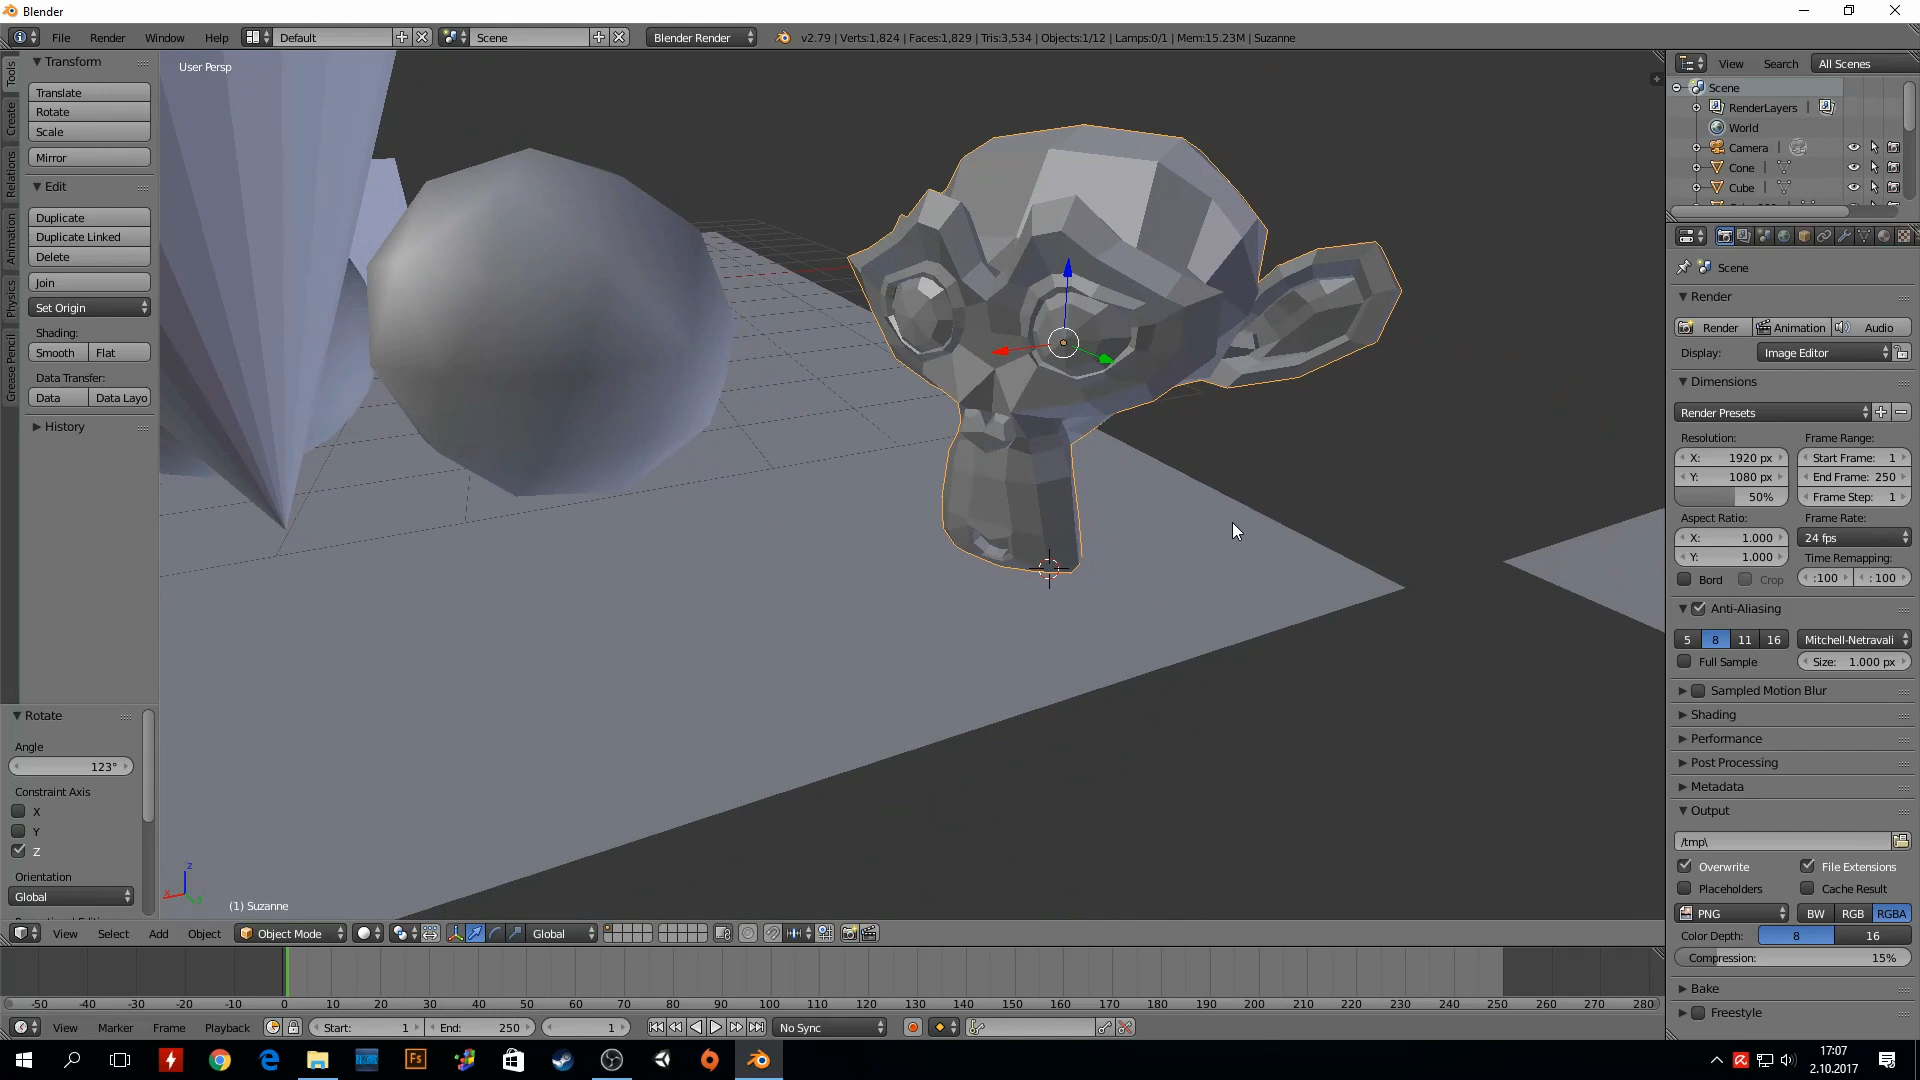 Blender
File Render Window Help Default Scene Blender Render v2.79 | Verts:1,824 | Faces:1,829 | Tris:3,534 | Objects:1/12 | Lamps:0/1 | Mem:15.23M | Suzanne
Tools
Create
Relations
Animation
Physics
Grease Pencil
Transform
Translate
Rotate
Scale
Mirror
Edit
Duplicate
Duplicate Linked
Delete
Join
Set Origin
Shading:
Smooth Flat
Data Transfer:
Data Data Layo
History
Rotate
Angle
123°
Constraint Axis
X
Y
Z
Orientation
Global
User Persp
z
x
y
(1) Suzanne
View Select Add Object Object Mode Global
View Search All Scenes
Scene
RenderLayers |
World
Camera |
Cone |
Cube |
Scene
Render
Render Animation Audio
Display: Image Editor
Dimensions
Render Presets
Resolution: Frame Range:
X: 1920 px Start Frame: 1
Y: 1080 px End Frame: 250
50% Frame Step: 1
Aspect Ratio: Frame Rate:
X: 1.000 24 fps
Y: 1.000 Time Remapping:
Bord Crop :100 : 100
Anti-Aliasing
5 8 11 16 Mitchell-Netravali
Full Sample Size: 1.000 px
Sampled Motion Blur
Shading
Performance
Post Processing
Metadata
Output
/tmp\
Overwrite File Extensions
Placeholders Cache Result
PNG BW RGB RGBA
Color Depth: 8 16
Compression: 15%
Bake
Freestyle
-50 -40 -30 -20 -10 0 10 20 30 40 50 60 70 80 90 100 110 120 130 140 150 160 170 180 190 200 210 220 230 240 250 260 270 280
View Marker Frame Playback Start: 1 End: 250 1 No Sync
Fs
17:07
2.10.2017